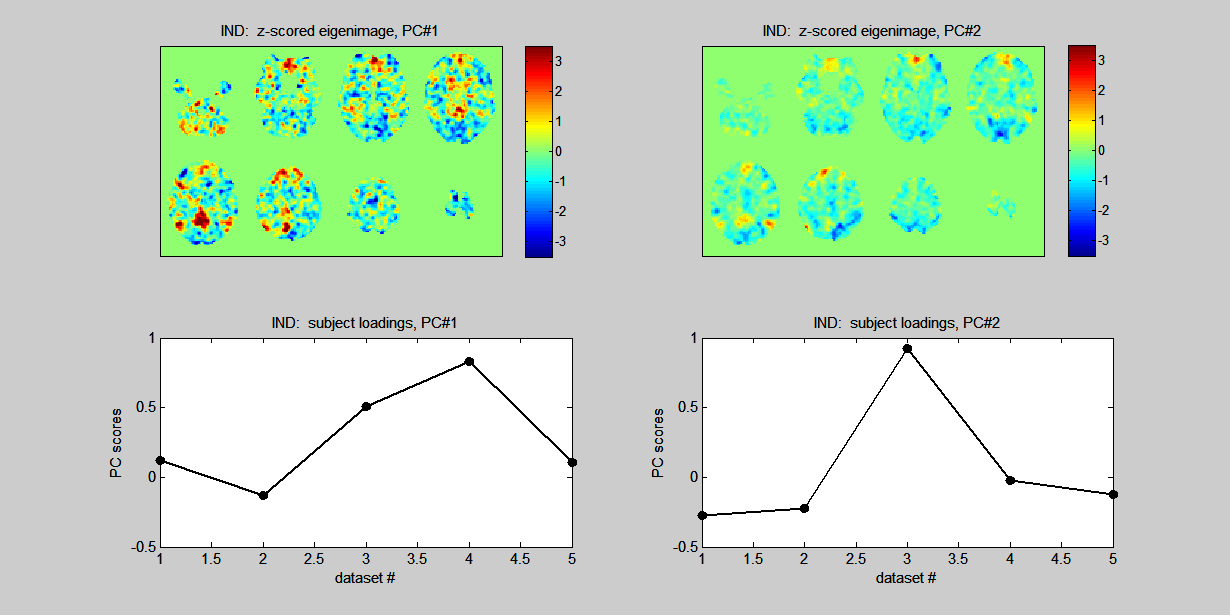 IND:  z-scored eigenimage, PC#1
3
2
1
0
-1
-2
-3
IND:  z-scored eigenimage, PC#2
3
2
1
0
-1
-2
-3
IND:  subject loadings, PC#1
PC scores
1
0.5
0
-0.5
1 1.5 2 2.5 3 3.5 4 4.5 5
dataset #
IND:  subject loadings, PC#2
PC scores
1
0.5
0
-0.5
1 1.5 2 2.5 3 3.5 4 4.5 5
dataset #